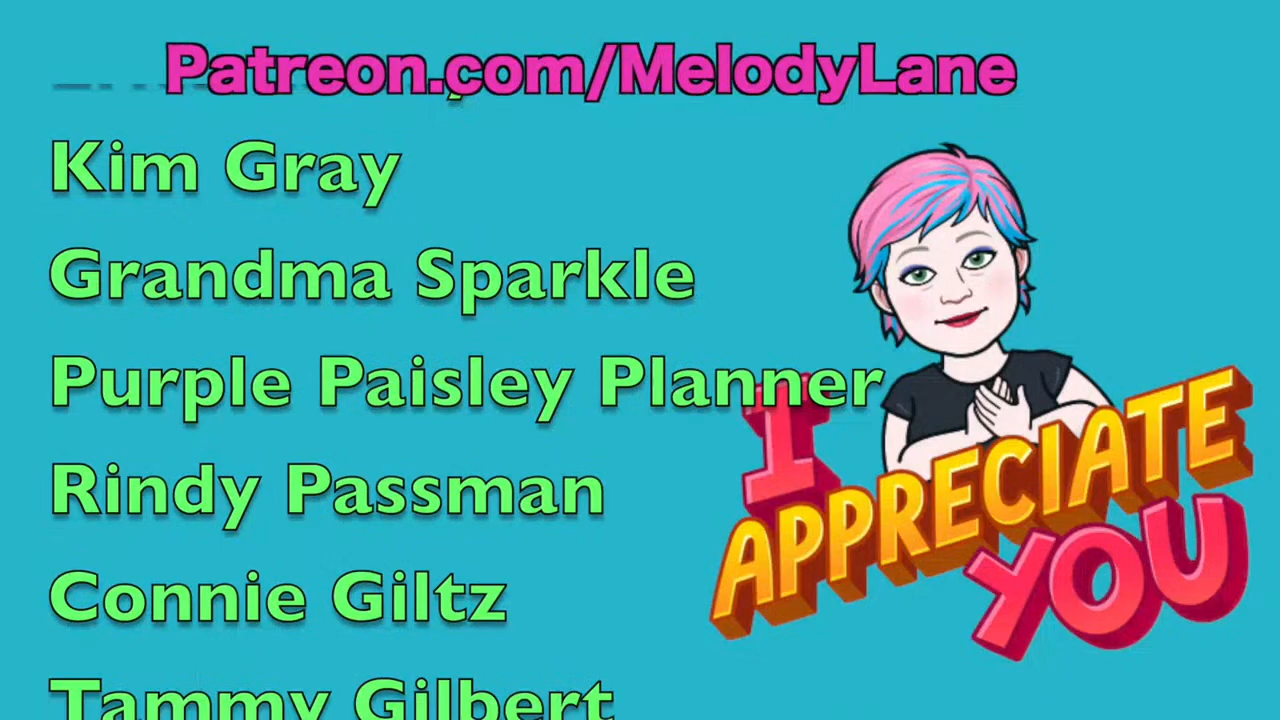 Patreon.com/MelodyLane
Kim Gray
Grandma Sparkle
Purple Paisley Planner
Rindy Passman
Connie Giltz
Tammy Gilbert
I
APPRECIATE
YOU